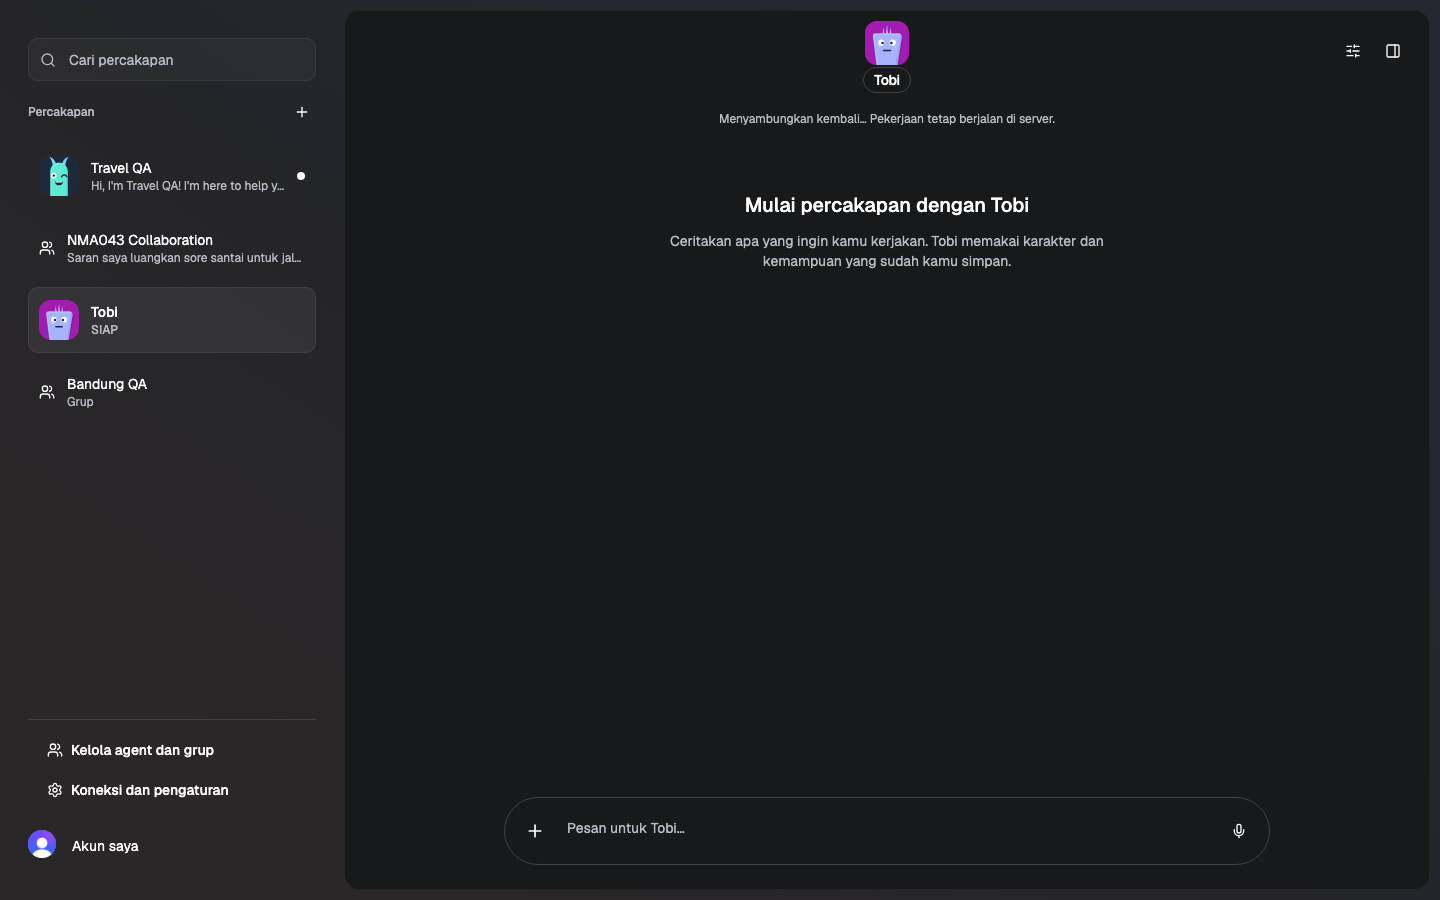 Cari percakapan
Percakapan
Travel QA
Hi, I'm Travel QA! I'm here to help y...
NMA043 Collaboration
Saran saya luangkan sore santai untuk jal...
Tobi
SIAP
Bandung QA
Grup
Kelola agent dan grup
Koneksi dan pengaturan
Akun saya
Tobi
Menyambungkan kembali... Pekerjaan tetap berjalan di server.
Mulai percakapan dengan Tobi
Ceritakan apa yang ingin kamu kerjakan. Tobi memakai karakter dan
kemampuan yang sudah kamu simpan.
Pesan untuk Tobi...